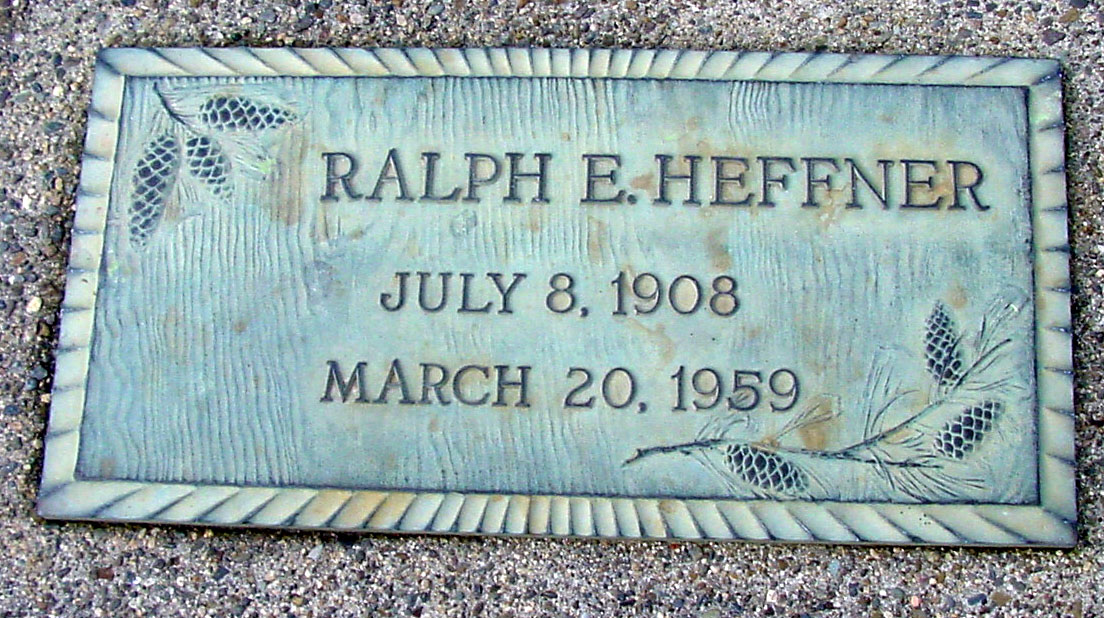 RALPH E. HEFFNER
JULY 8, 1908
MARCH 20, 1959